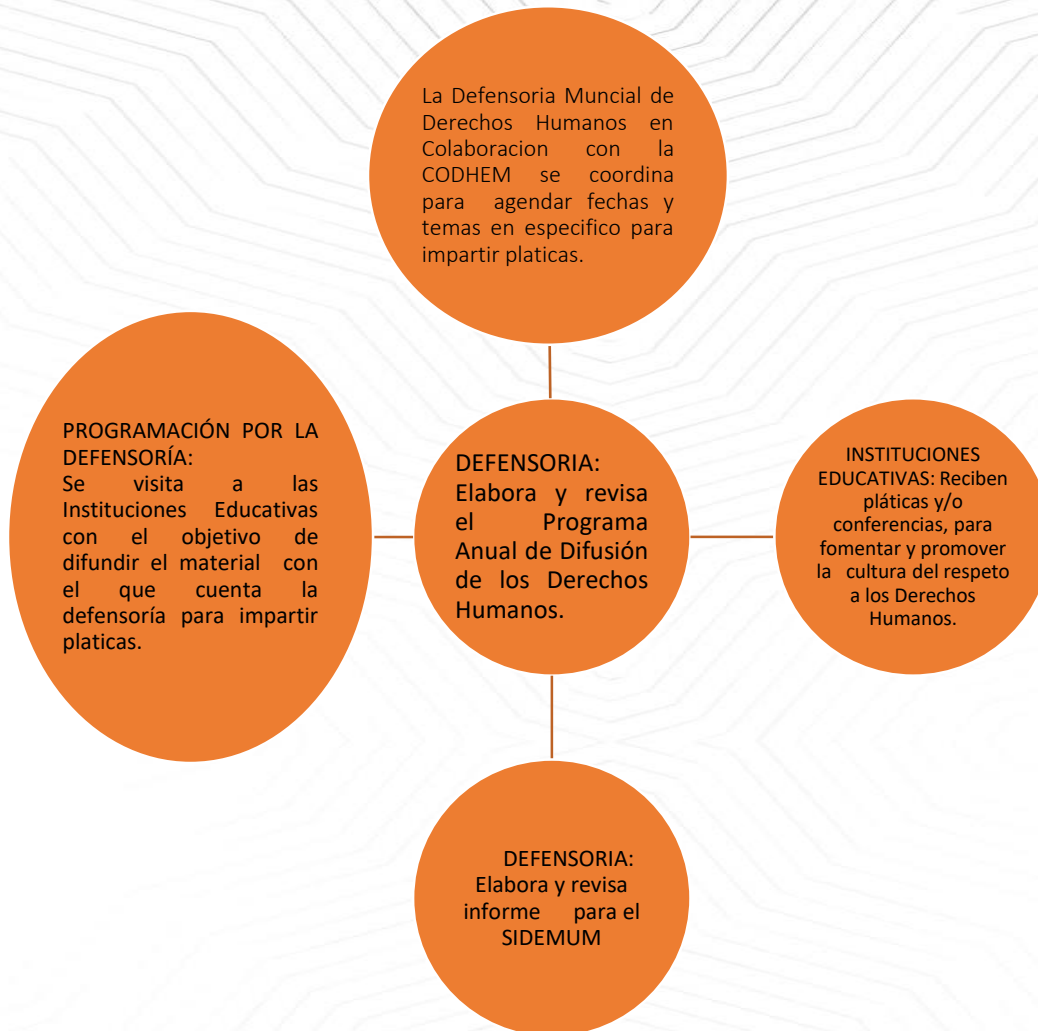 La Defensoria Muncial de
Derechos Humanos en
Colaboracion con la
CODHEM se coordina
para agendar fechas y
temas en especifico para
impartir platicas.
PROGRAMACIÓN POR LA
DEFENSORÍA:
Se visita a las
Instituciones Educativas
con el objetivo de
difundir el material con
el que cuenta la
defensoría para impartir
platicas.
DEFENSORIA:
Elabora y revisa
el Programa
Anual de Difusión
de los Derechos
Humanos.
INSTITUCIONES
EDUCATIVAS: Reciben
pláticas y/o
conferencias, para
fomentar y promover
la cultura del respeto
a los Derechos
Humanos.
DEFENSORIA:
Elabora y revisa
informe para el
SIDEMUM